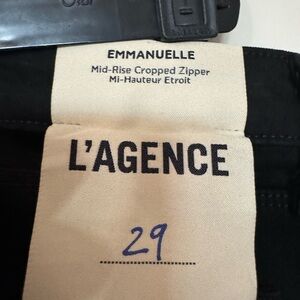 EMMANUELLE
Mid-Rise Cropped Zipper
Mi-Hauteur Etroit
L'AGENCE
29